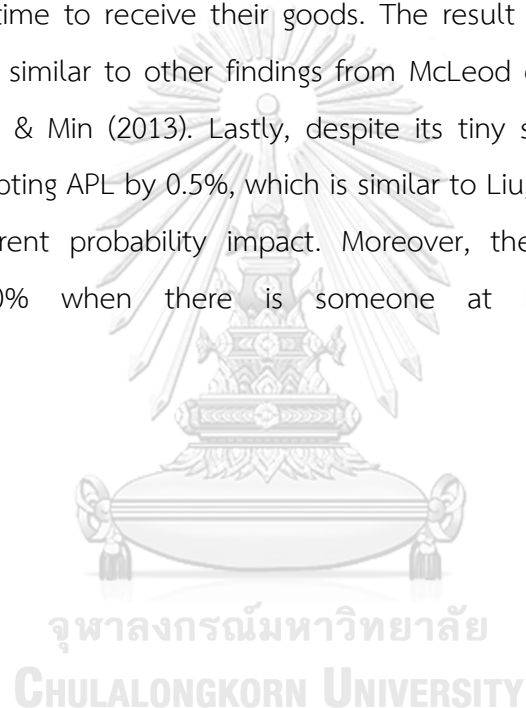 time to receive their goods. The result
similar to other findings from McLeod
& Min (2013). Lastly, despite its tiny
pting APL by 0.5%, which is similar to Liu,
rent probability impact. Moreover, the
0% when there is someone at
จุฬาลงกรณ์มหาวิทยาลัย
CHULALONGKORN UNIVERSITY